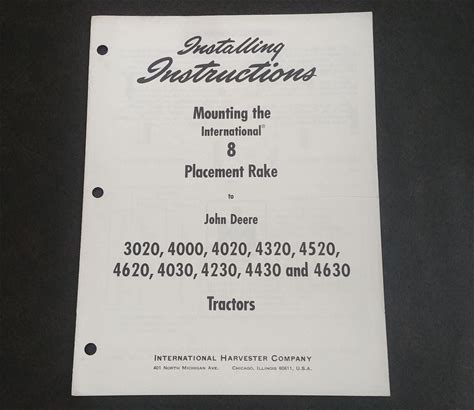 Installing
Instructions
Mounting the
International®
8
Placement Rake
to
John Deere
3020, 4000, 4020, 4320, 4520,
4620, 4030, 4230, 4430 and 4630
Tractors
INTERNATIONAL HARVESTER COMPANY
401 NORTH MICHIGAN AVE. CHICAGO, ILLINOIS 60611, U.S.A.